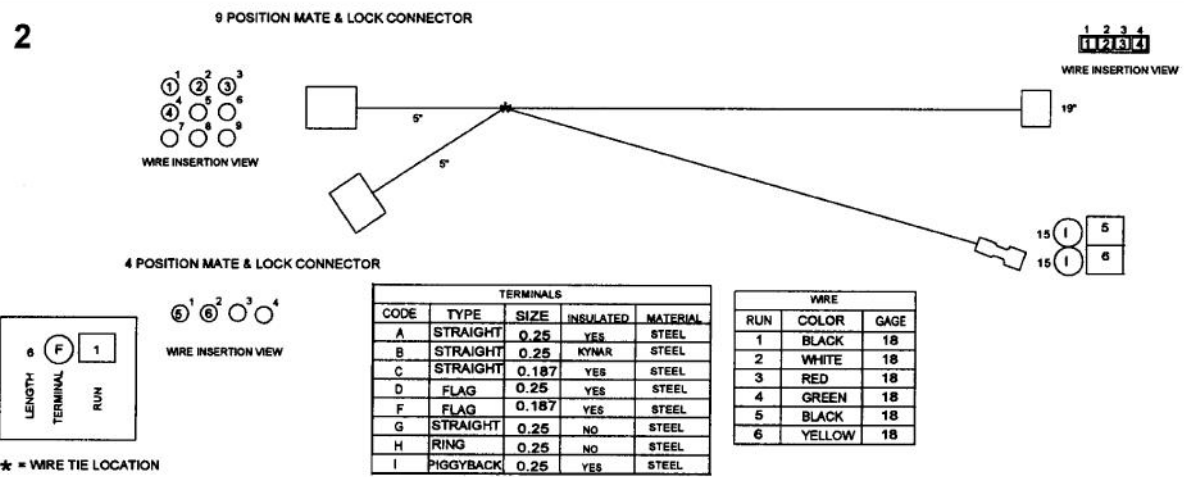 2
9 POSITION MATE & LOCK CONNECTOR
1 2 3 4
1 2 3 4
WIRE INSERTION VIEW
1 2 3
1 2 3
4 5 6
4
7 8 9
WIRE INSERTION VIEW
5"
19"
5"
15 I 5
15 I 6
4 POSITION MATE & LOCK CONNECTOR
1 2 3 4
5 6
WIRE INSERTION VIEW
6 F 1
LENGTH
TERMINAL
RUN
* = WIRE TIE LOCATION
TERMINALS
CODE TYPE SIZE INSULATED MATERIAL
A STRAIGHT 0.25 YES STEEL
B STRAIGHT 0.25 KYNAR STEEL
C STRAIGHT 0.187 YES STEEL
D FLAG 0.25 YES STEEL
F FLAG 0.187 YES STEEL
G STRAIGHT 0.25 NO STEEL
H RING 0.25 NO STEEL
I PIGGYBACK 0.25 YES STEEL
WIRE
RUN COLOR GAGE
1 BLACK 18
2 WHITE 18
3 RED 18
4 GREEN 18
5 BLACK 18
6 YELLOW 18